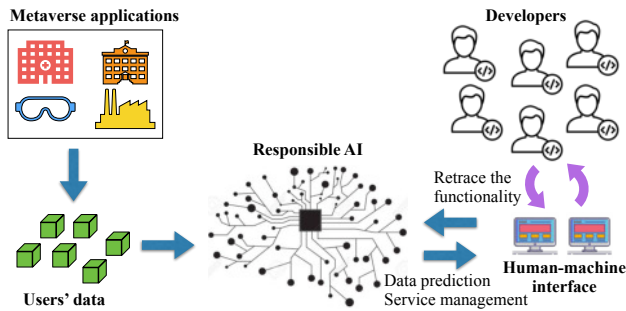 Metaverse applications
Developers
Responsible AI
Retrace the
functionality
Users' data
Data prediction
Service management
Human-machine
interface